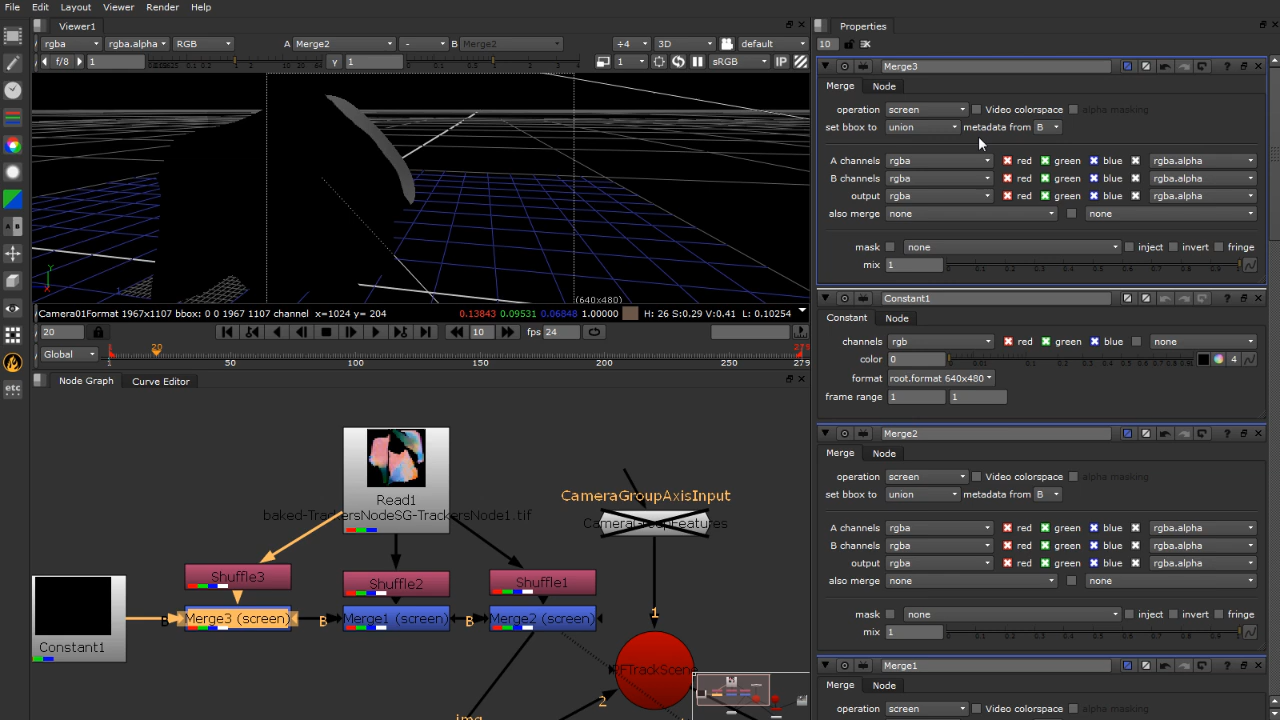 File Edit Layout Viewer Render Help
Viewer1
rgba rgba.alpha RGB A Merge2 - B Merge2 ÷4 3D default
f/8 1 γ 1 1 sRGB IP
Y
(640x480)
Camera01Format 1967x1107 bbox: 0 0 1967 1107 channel x=1024 y= 204 0.13843 0.09531 0.06848 1.00000 H: 26 S:0.29 V:0.41 L: 0.10254
20 10 fps 24
Global 1 20 50 100 150 200 250 275 275
Node Graph Curve Editor
Read1
baked-TrackersNodeSG-TrackersNode1.tif
CameraGroupAxisInput
CameraGroupFeatures
Shuffle3 Shuffle2 Shuffle1
B Merge3 (screen) B Merge1 (screen) B Merge2 (screen)
Constant1
1
PFTrackScene
2
img
Properties
10
Merge3
Merge Node
operation screen Video colorspace alpha masking
set bbox to union metadata from B
A channels rgba red green blue rgba.alpha
B channels rgba red green blue rgba.alpha
output rgba red green blue rgba.alpha
also merge none none
mask none inject invert fringe
mix 1
Constant1
Constant Node
channels rgb red green blue none
color 0 4
format root.format 640x480
frame range 1 1
Merge2
Merge Node
operation screen Video colorspace alpha masking
set bbox to union metadata from B
A channels rgba red green blue rgba.alpha
B channels rgba red green blue rgba.alpha
output rgba red green blue rgba.alpha
also merge none none
mask none inject invert fringe
mix 1
Merge1
Merge Node
operation screen Video colorspace alpha masking